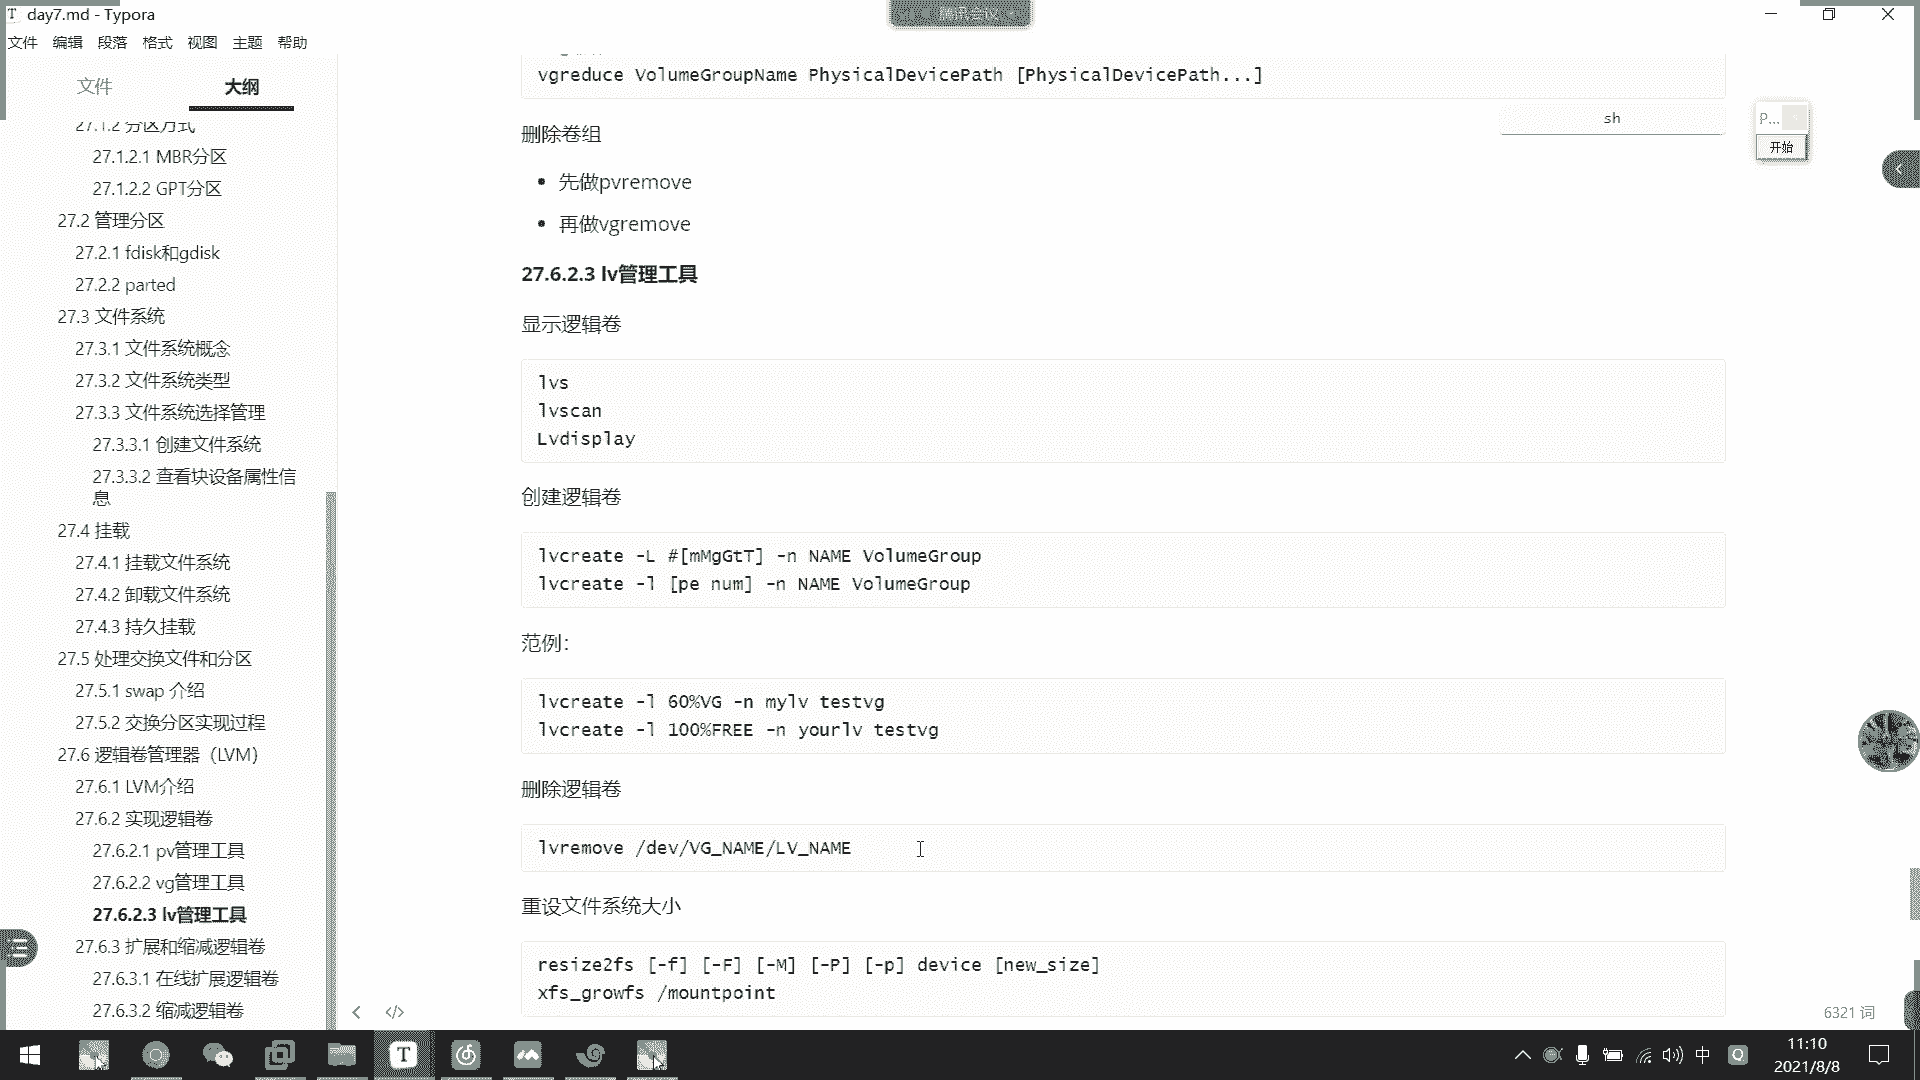 day7.md - Typora
腾讯会议
文件 编辑 段落 格式 视图 主题 帮助
文件 大纲
27.1.2 分区方式
27.1.2.1 MBR分区
27.1.2.2 GPT分区
27.2 管理分区
27.2.1 fdisk和gdisk
27.2.2 parted
27.3 文件系统
27.3.1 文件系统概念
27.3.2 文件系统类型
27.3.3 文件系统选择管理
27.3.3.1 创建文件系统
27.3.3.2 查看块设备属性信
息
27.4 挂载
27.4.1 挂载文件系统
27.4.2 卸载文件系统
27.4.3 持久挂载
27.5 处理交换文件和分区
27.5.1 swap 介绍
27.5.2 交换分区实现过程
27.6 逻辑卷管理器（LVM）
27.6.1 LVM介绍
27.6.2 实现逻辑卷
27.6.2.1 pv管理工具
27.6.2.2 vg管理工具
27.6.2.3 lv管理工具
27.6.3 扩展和缩减逻辑卷
27.6.3.1 在线扩展逻辑卷
27.6.3.2 缩减逻辑卷
vgreduce VolumeGroupName PhysicalDevicePath [PhysicalDevicePath...]
sh
P...
开始
删除卷组
• 先做pvremove
• 再做vgremove
27.6.2.3 lv管理工具
显示逻辑卷
lvs
lvscan
Lvdisplay
创建逻辑卷
lvcreate -L #[mMgGtT] -n NAME VolumeGroup
lvcreate -l [pe num] -n NAME VolumeGroup
范例：
lvcreate -l 60%VG -n mylv testvg
lvcreate -l 100%FREE -n yourlv testvg
删除逻辑卷
lvremove /dev/VG_NAME/LV_NAME
重设文件系统大小
resize2fs [-f] [-F] [-M] [-P] [-p] device [new_size]
xfs_growfs /mountpoint
6321 词
中
11:10
2021/8/8